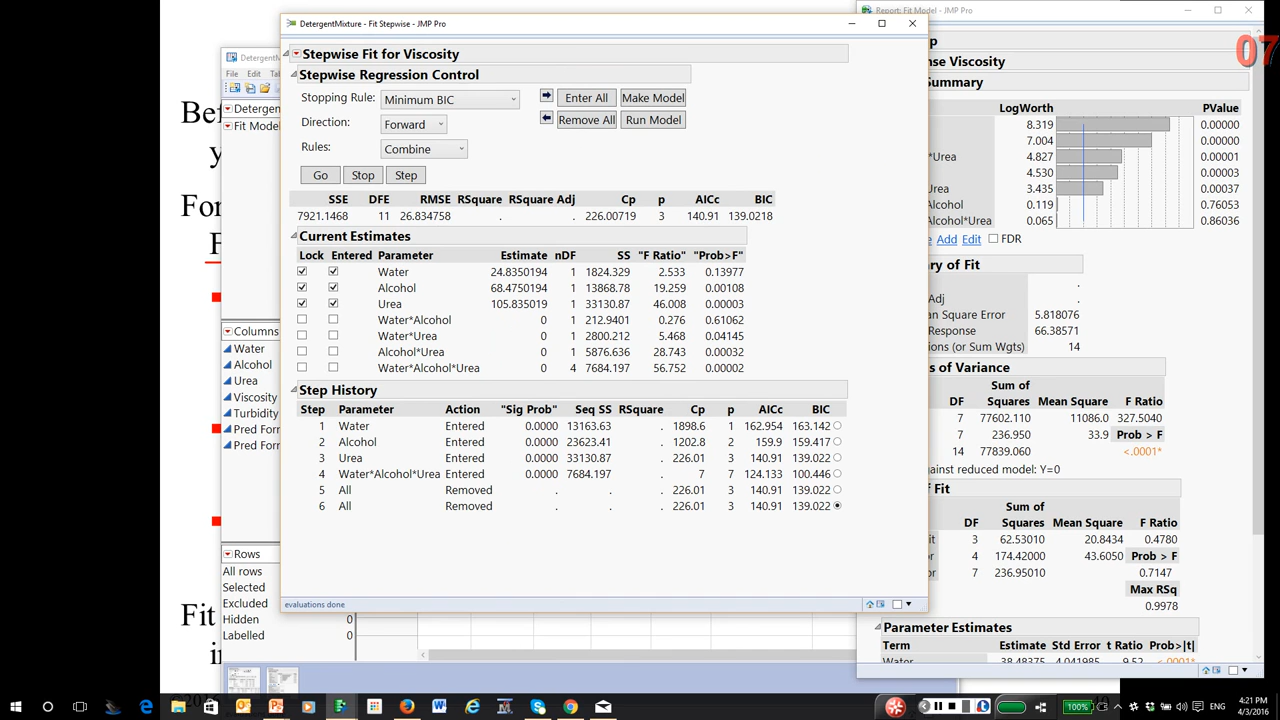 DetergentMixture - Fit Stepwise - JMP Pro
Report: Fit Model - JMP Pro
07
Stepwise Fit for Viscosity
Stepwise Regression Control
Stopping Rule: Minimum BIC Enter All Make Model
Direction: Forward Remove All Run Model
Rules: Combine
Go Stop Step
SSE DFE RMSE RSquare RSquare Adj Cp p AICc BIC
7921.1468 11 26.834758 . . 226.00719 3 140.91 139.0218
Current Estimates
Lock Entered Parameter Estimate nDF SS "F Ratio" "Prob>F"
Water 24.8350194 1 1824.329 2.533 0.13977
Alcohol 68.4750194 1 13868.78 19.259 0.00108
Urea 105.835019 1 33130.87 46.008 0.00003
Water*Alcohol 0 1 212.9401 0.276 0.61062
Water*Urea 0 1 2800.212 5.468 0.04145
Alcohol*Urea 0 1 5876.636 28.743 0.00032
Water*Alcohol*Urea 0 4 7684.197 56.752 0.00002
Step History
Step Parameter Action "Sig Prob" Seq SS RSquare Cp p AICc BIC
1 Water Entered 0.0000 13163.63 . 1898.6 1 162.954 163.142
2 Alcohol Entered 0.0000 23623.41 . 1202.8 2 159.9 159.417
3 Urea Entered 0.0000 33130.87 . 226.01 3 140.91 139.022
4 Water*Alcohol*Urea Entered 0.0000 7684.197 . 7 7 124.133 100.446
5 All Removed . . . 226.01 3 140.91 139.022
6 All Removed . . . 226.01 3 140.91 139.022
evaluations done
Bef
y
For
F
Fit
in
DetergentM
File Edit Ta
Detergen
Fit Mode
Columns
Water
Alcohol
Urea
Viscosity
Turbidity
Pred Form
Pred Form
Rows
All rows
Selected
Excluded
Hidden 0
Labelled 0
p
nse Viscosity
Summary
LogWorth PValue
8.319 0.00000
7.004 0.00000
*Urea 4.827 0.00001
4.530 0.00003
Urea 3.435 0.00037
Alcohol 0.119 0.76053
Alcohol*Urea 0.065 0.86036
e Add Edit FDR
ry of Fit
.
Adj .
an Square Error 5.818076
Response 66.38571
ions (or Sum Wgts) 14
s of Variance
DF Sum of Squares Mean Square F Ratio
7 77602.110 11086.0 327.5040
7 236.950 33.9 Prob > F
14 77839.060 <.0001*
gainst reduced model: Y=0
f Fit
DF Sum of Squares Mean Square F Ratio
it 3 62.53010 20.8434 0.4780
or 4 174.42000 43.6050 Prob > F
or 7 236.95010 0.7147
Max RSq
0.9978
Parameter Estimates
Term Estimate Std Error t Ratio Prob>|t|
Water 38.48375 4.041985 9.52 <.0001*
100%
ENG
4:21 PM
4/3/2016